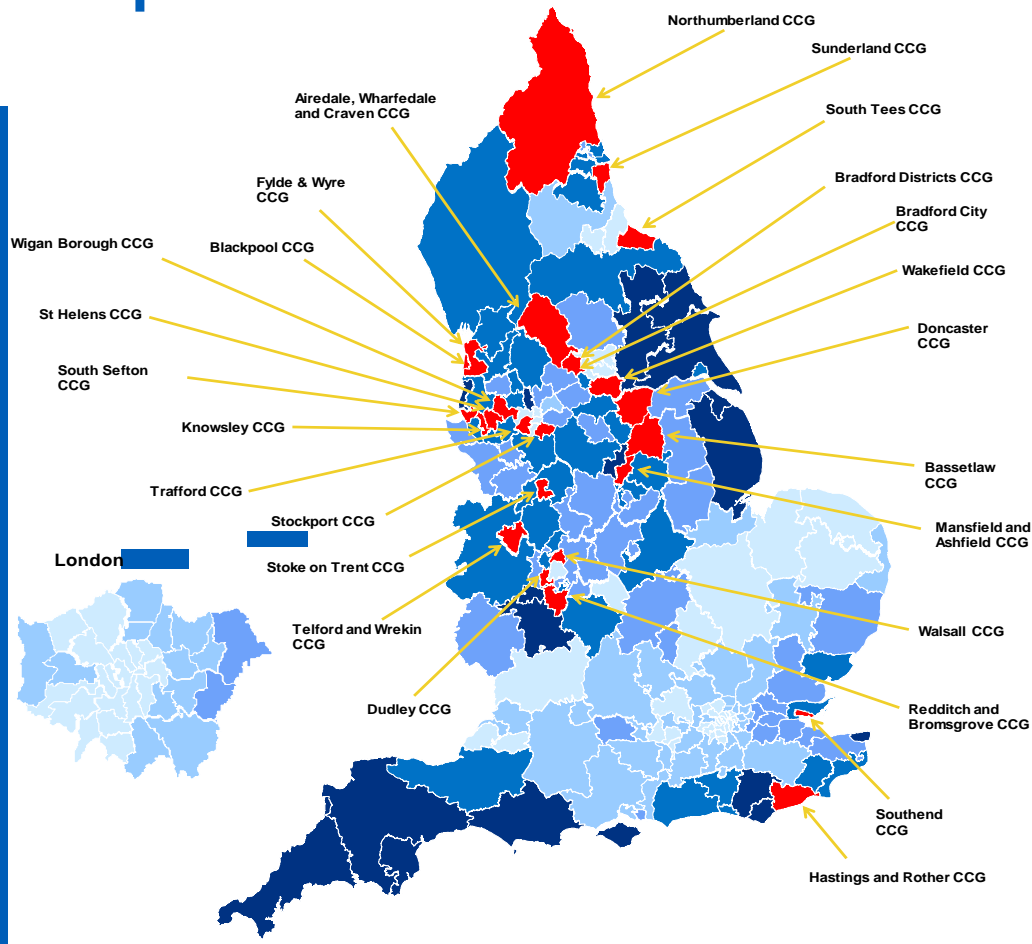 Northumberland CCG
Sunderland CCG
Airedale, Wharfedale
and Craven CCG
South Tees CCG
Fylde & Wyre
CCG
Bradford Districts CCG
Bradford City
CCG
Wigan Borough CCG
Blackpool CCG
Wakefield CCG
St Helens CCG
Doncaster
CCG
South Sefton
CCG
Knowsley CCG
Bassetlaw
CCG
Trafford CCG
Stockport CCG
Mansfield and
Ashfield CCG
London
Stoke on Trent CCG
Telford and Wrekin
CCG
Walsall CCG
Dudley CCG
Redditch and
Bromsgrove CCG
Southend
CCG
Hastings and Rother CCG